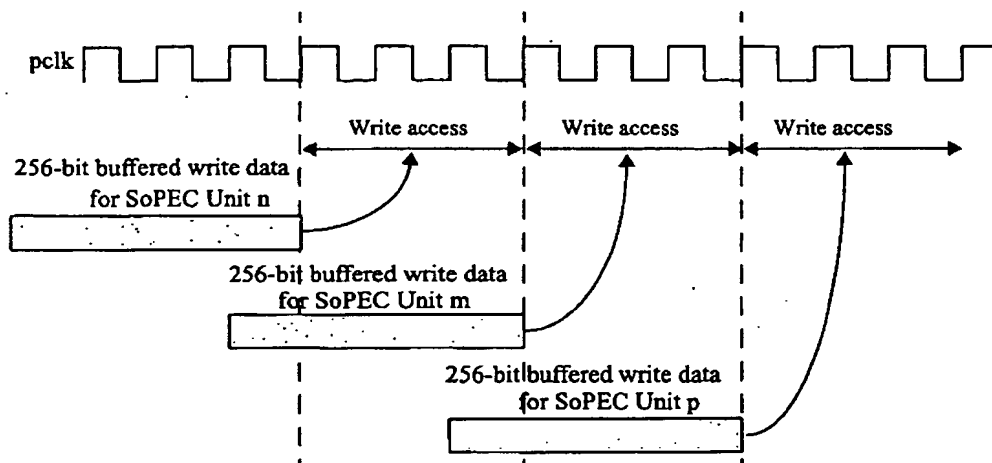 pclk
Write access
Write access
Write access
256-bit buffered write data
for SoPEC Unit n
256-bit buffered write data
for SoPEC Unit m
256-bit buffered write data
for SoPEC Unit p